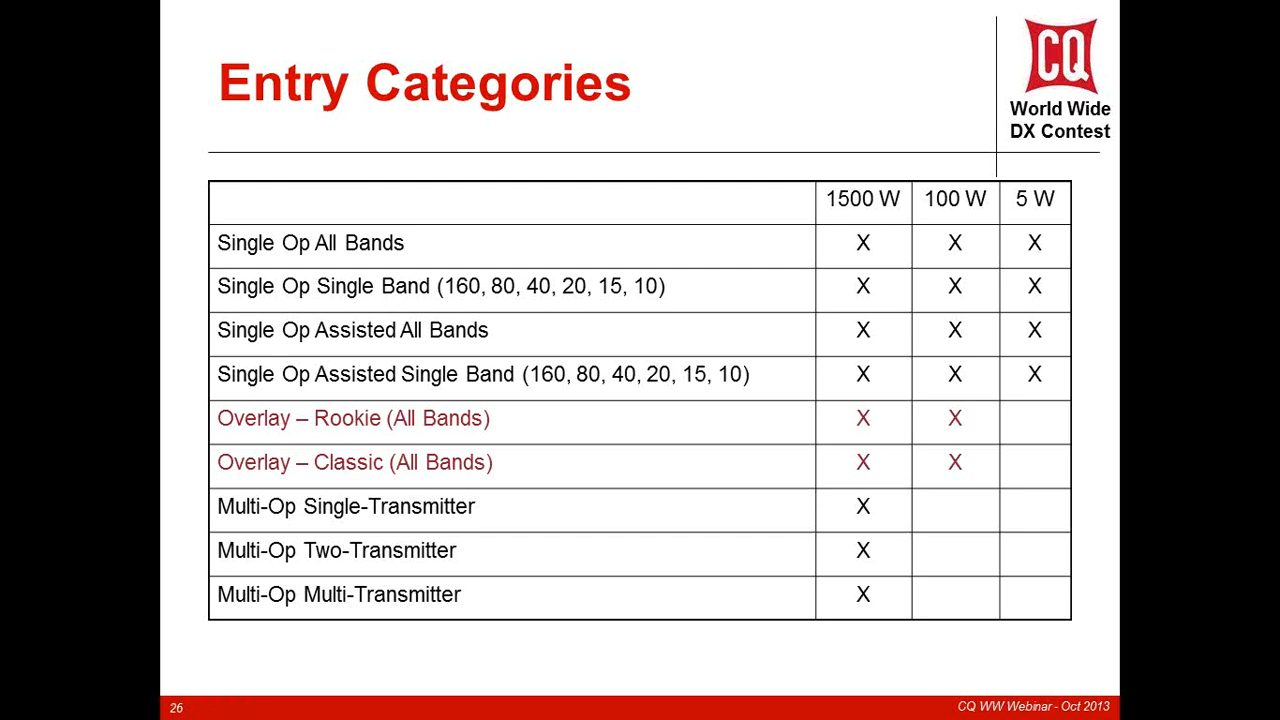 Entry Categories
CQ
World Wide
DX Contest
1500 W 100 W 5 W
Single Op All Bands X X X
Single Op Single Band (160, 80, 40, 20, 15, 10) X X X
Single Op Assisted All Bands X X X
Single Op Assisted Single Band (160, 80, 40, 20, 15, 10) X X X
Overlay – Rookie (All Bands) X X
Overlay – Classic (All Bands) X X
Multi-Op Single-Transmitter X
Multi-Op Two-Transmitter X
Multi-Op Multi-Transmitter X
26 CQ WW Webinar - Oct 2013